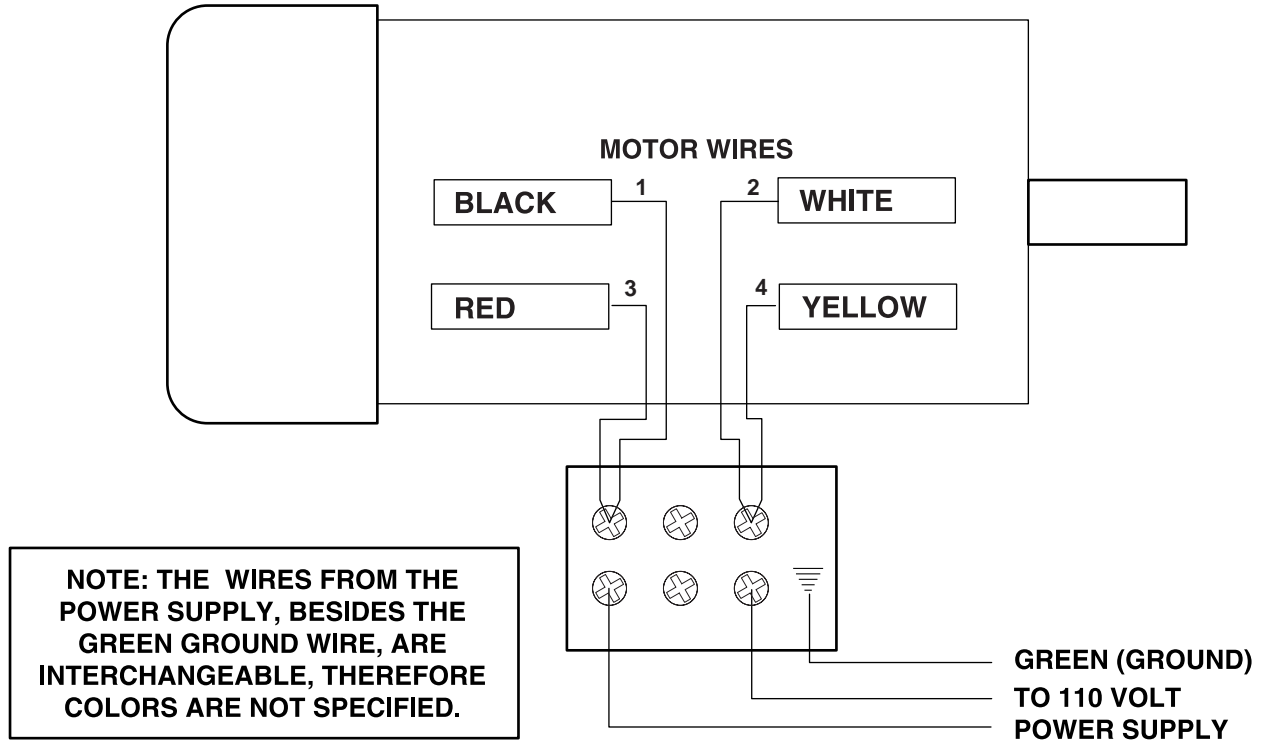 MOTOR WIRES
BLACK
1
2
WHITE
RED
3
4
YELLOW
NOTE: THE WIRES FROM THE
POWER SUPPLY, BESIDES THE
GREEN GROUND WIRE, ARE
INTERCHANGEABLE, THEREFORE
COLORS ARE NOT SPECIFIED.
GREEN (GROUND)
TO 110 VOLT
POWER SUPPLY